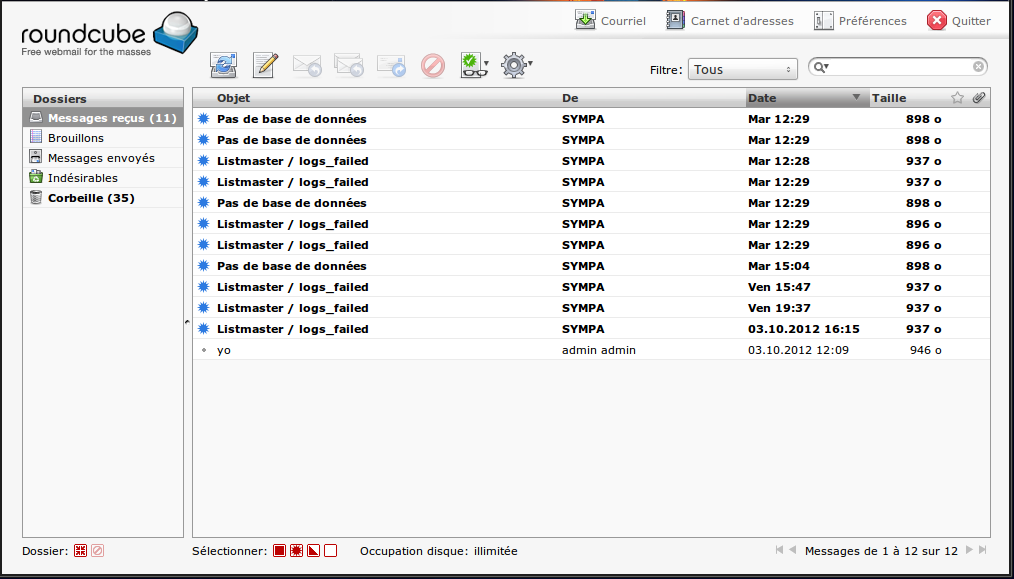 roundcube
Free webmail for the masses
Courriel Carnet d'adresses Préférences Quitter
Filtre: Tous
Dossiers
Messages reçus (11)
Brouillons
Messages envoyés
Indésirables
Corbeille (35)
Objet De Date Taille
Pas de base de données SYMPA Mar 12:29 898 o
Pas de base de données SYMPA Mar 12:29 898 o
Listmaster / logs_failed SYMPA Mar 12:28 937 o
Listmaster / logs_failed SYMPA Mar 12:29 937 o
Pas de base de données SYMPA Mar 12:29 898 o
Listmaster / logs_failed SYMPA Mar 12:29 896 o
Listmaster / logs_failed SYMPA Mar 12:29 896 o
Pas de base de données SYMPA Mar 15:04 898 o
Listmaster / logs_failed SYMPA Ven 15:47 937 o
Listmaster / logs_failed SYMPA Ven 19:37 937 o
Listmaster / logs_failed SYMPA 03.10.2012 16:15 937 o
yo admin admin 03.10.2012 12:09 946 o
Dossier:
Sélectionner:
Occupation disque: illimitée
Messages de 1 à 12 sur 12